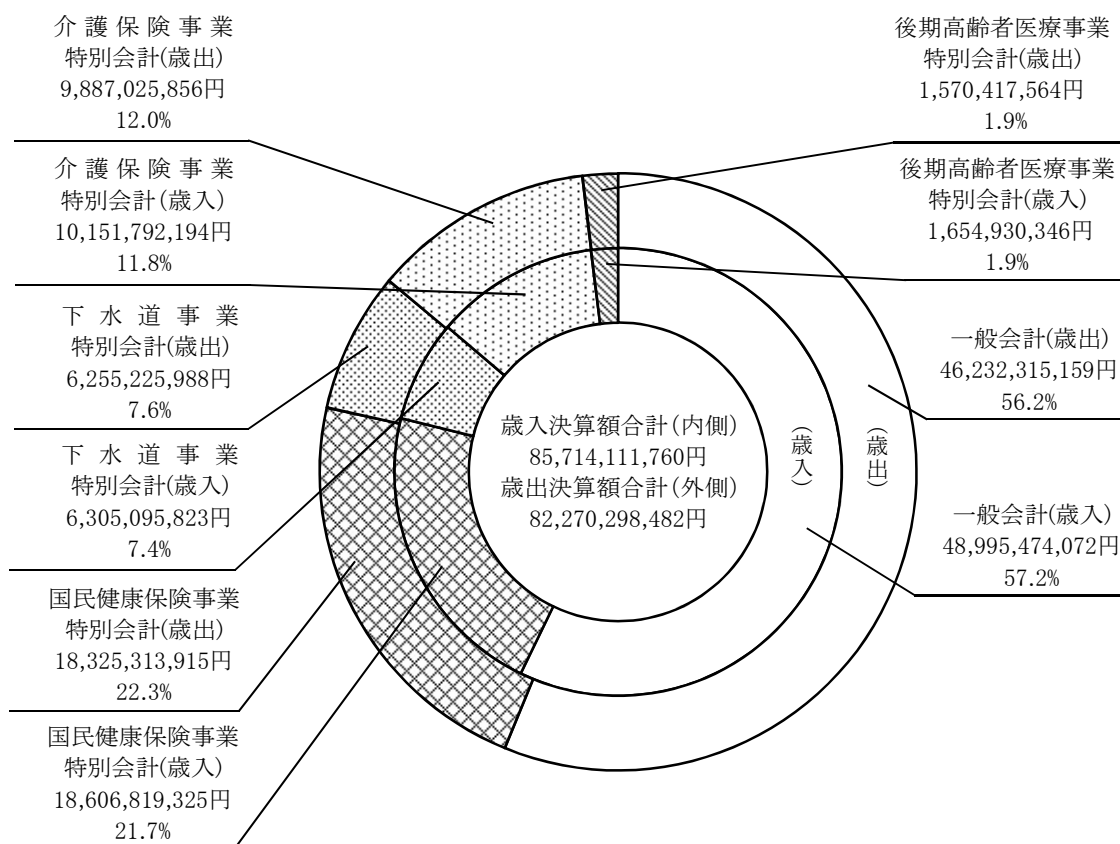 介護保険事業
特別会計(歳出)
9,887,025,856円
12.0%
介護保険事業
特別会計(歳入)
10,151,792,194円
11.8%
下水道事業
特別会計(歳出)
6,255,225,988円
7.6%
下水道事業
特別会計(歳入)
6,305,095,823円
7.4%
国民健康保険事業
特別会計(歳出)
18,325,313,915円
22.3%
国民健康保険事業
特別会計(歳入)
18,606,819,325円
21.7%
歳入決算額合計(内側)
85,714,111,760円
歳出決算額合計(外側)
82,270,298,482円
(歳入)
(歳出)
後期高齢者医療事業
特別会計(歳出)
1,570,417,564円
1.9%
後期高齢者医療事業
特別会計(歳入)
1,654,930,346円
1.9%
一般会計(歳出)
46,232,315,159円
56.2%
一般会計(歳入)
48,995,474,072円
57.2%